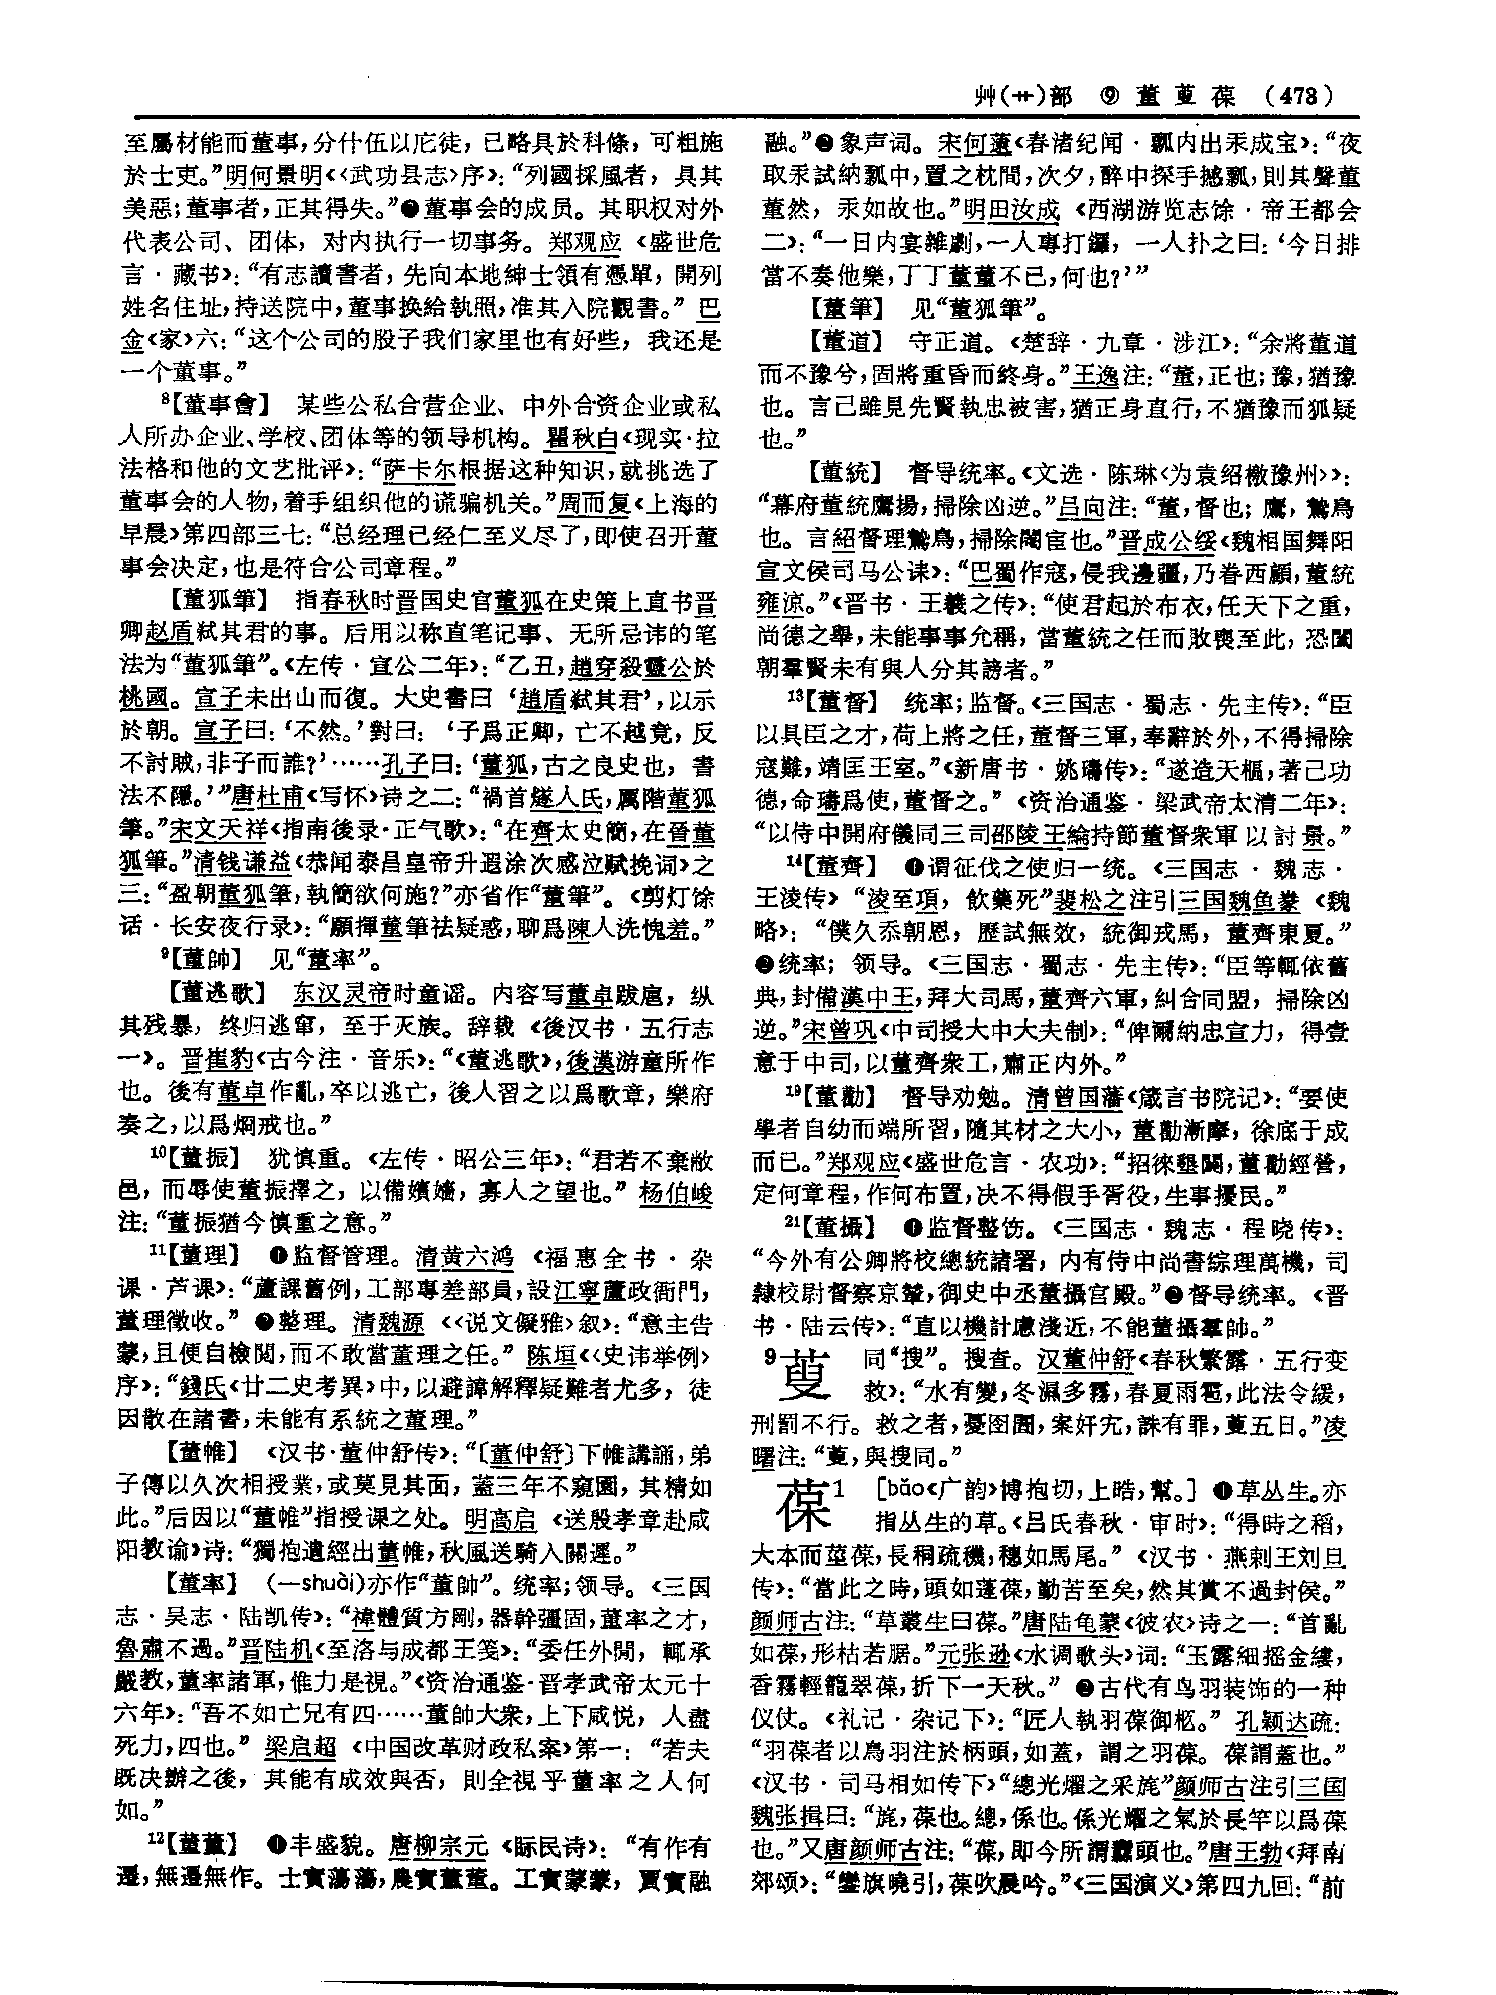 艸(艹)部 ⑨ 董 蓃 葆 (473)
至屬材能而董事，分什伍以庀徒，已略具於科條，可粗施
於士吏。”明何景明《〈武功县志〉序》：“列國採風者，具其
美惡；董事者，正其得失。”❷董事会的成员。其职权对外
代表公司、团体，对内执行一切事务。郑观应《盛世危
言·藏书》：“有志讀書者，先向本地紳士領有憑單，開列
姓名住址，持送院中，董事换給執照，准其入院觀書。”巴
金《家》六：“这个公司的股子我们家里也有好些，我还是
一个董事。”
⁸【董事會】 某些公私合营企业、中外合资企业或私
人所办企业、学校、团体等的领导机构。瞿秋白《现实·拉
法格和他的文艺批评》：“萨卡尔根据这种知识，就挑选了
董事会的人物，着手组织他的谎骗机关。”周而复《上海的
早晨》第四部三七：“总经理已经仁至义尽了，即使召开董
事会决定，也是符合公司章程。”
【董狐筆】 指春秋时晋国史官董狐在史策上直书晋
卿赵盾弑其君的事。后用以称直笔记事、无所忌讳的笔
法为“董狐筆”。《左传·宣公二年》：“乙丑，趙穿殺靈公於
桃園。宣子未出山而復。大史書曰‘趙盾弑其君’，以示
於朝。宣子曰：‘不然。’對曰：‘子爲正卿，亡不越竟，反
不討賊，非子而誰？’……孔子曰：‘董狐，古之良史也，書
法不隱。’”唐杜甫《写怀》诗之二：“禍首燧人氏，厲階董狐
筆。”宋文天祥《指南後录·正气歌》：“在齊太史簡，在晉董
狐筆。”清钱谦益《恭闻泰昌皇帝升遐涂次感泣赋挽词》之
三：“盈朝董狐筆，執簡欲何施？”亦省作“董筆”。《剪灯馀
话·长安夜行录》：“願揮董筆祛疑惑，聊爲陳人洗愧羞。”
⁹【董帥】 见“董率”。
【董逃歌】 东汉灵帝时童谣。内容写董卓跋扈，纵
其残暴，终归逃窜，至于灭族。辞载《後汉书·五行志
一》。晋崔豹《古今注·音乐》：“《董逃歌》，後漢游童所作
也。後有董卓作亂，卒以逃亡，後人習之以爲歌章，樂府
奏之，以爲炯戒也。”
¹⁰【董振】 犹慎重。《左传·昭公三年》：“君若不棄敝
邑，而辱使董振擇之，以備嬪嬙，寡人之望也。”杨伯峻
注：“董振猶今慎重之意。”
¹¹【董理】 ❶监督管理。清黄六鸿《福惠全书·杂
课·芦课》：“蘆課舊例，工部專差部員，設江寧蘆政衙門，
董理徵收。”❷整理。清魏源《〈说文儗雅〉叙》：“意主告
蒙，且便自檢閲，而不敢當董理之任。”陈垣《〈史讳举例〉
序》：“錢氏《廿二史考異》中，以避諱解釋疑難者尤多，徒
因散在諸書，未能有系統之董理。”
【董帷】 《汉书·董仲舒传》：“〔董仲舒〕下帷講誦，弟
子傳以久次相授業，或莫見其面，蓋三年不窺園，其精如
此。”后因以“董帷”指授课之处。明高启《送殷孝章赴咸
阳教谕》诗：“獨抱遺經出董帷，秋風送騎入關遲。”
【董率】 (—shuài)亦作“董帥”。统率；领导。《三国
志·吴志·陆凯传》：“禕體質方剛，器幹彊固，董率之才，
魯肅不過。”晋陆机《至洛与成都王笺》：“委任外閒，輒承
嚴教，董率諸軍，惟力是視。”《资治通鉴·晋孝武帝太元十
六年》：“吾不如亡兄有四……董帥大衆，上下咸悦，人盡
死力，四也。”梁启超《中国改革财政私案》第一：“若夫
既決辦之後，其能有成效與否，則全視乎董率之人何
如。”
¹²【董董】 ❶丰盛貌。唐柳宗元《眎民诗》：“有作有
遷，無遷無作。士實蕩蕩，農實董董。工實蒙蒙，賈實融
融。”❷象声词。宋何薳《春渚纪闻·瓢内出汞成宝》：“夜
取汞試納瓢中，置之枕間，次夕，醉中探手撼瓢，則其聲董
董然，汞如故也。”明田汝成《西湖游览志馀·帝王都会
二》：“一日内宴雜劇，一人專打鑼，一人扑之曰：‘今日排
當不奏他樂，丁丁董董不已，何也？’”
【董筆】 见“董狐筆”。
【董道】 守正道。《楚辞·九章·涉江》：“余將董道
而不豫兮，固將重昏而終身。”王逸注：“董，正也；豫，猶豫
也。言己雖見先賢執忠被害，猶正身直行，不猶豫而狐疑
也。”
【董統】 督导统率。《文选·陈琳〈为袁绍檄豫州〉》：
“幕府董統鷹揚，掃除凶逆。”吕向注：“董，督也；鷹，鷙鳥
也。言紹督理鷙鳥，掃除閹宦也。”晋成公绥《魏相国舞阳
宣文侯司马公诔》：“巴蜀作寇，侵我邊疆，乃眷西顧，董統
雍涼。”《晋书·王羲之传》：“使君起於布衣，任天下之重，
尚德之舉，未能事事允稱，當董統之任而敗喪至此，恐闔
朝羣賢未有與人分其謗者。”
¹³【董督】 统率；监督。《三国志·蜀志·先主传》：“臣
以具臣之才，荷上將之任，董督三軍，奉辭於外，不得掃除
寇難，靖匡王室。”《新唐书·姚璹传》：“遂造天樞，著己功
德，命璹爲使，董督之。”《资治通鉴·梁武帝太清二年》：
“以侍中開府儀同三司邵陵王綸持節董督衆軍以討景。”
¹⁴【董齊】 ❶谓征伐之使归一统。《三国志·魏志·
王淩传》“淩至項，飲藥死”裴松之注引三国魏鱼豢《魏
略》：“僕久忝朝恩，歷試無效，統御戎馬，董齊東夏。”
❷统率；领导。《三国志·蜀志·先主传》：“臣等輒依舊
典，封備漢中王，拜大司馬，董齊六軍，糾合同盟，掃除凶
逆。”宋曾巩《中司授大中大夫制》：“俾爾納忠宣力，得壹
意于中司，以董齊衆工，肅正内外。”
¹⁹【董勸】 督导劝勉。清曾国藩《箴言书院记》：“要使
學者自幼而端所習，隨其材之大小，董勸漸摩，徐底于成
而已。”郑观应《盛世危言·农功》：“招徠墾闢，董勸經營，
定何章程，作何布置，决不得假手胥役，生事擾民。”
²¹【董攝】 ❶监督整饬。《三国志·魏志·程晓传》：
“今外有公卿將校總統諸署，内有侍中尚書綜理萬機，司
隸校尉督察京輦，御史中丞董攝宫殿。”❷督导统率。《晋
书·陆云传》：“直以機計慮淺近，不能董攝羣帥。”
⁹蓃 同“搜”。搜查。汉董仲舒《春秋繁露·五行变
救》：“水有變，冬濕多霧，春夏雨雹，此法令緩，
刑罰不行。救之者，憂囹圄，案奸宄，誅有罪，蓃五日。”凌
曙注：“蓃，與搜同。”
葆¹ ［bǎo《广韵》博抱切，上晧，幫。］❶草丛生。亦
指丛生的草。《吕氏春秋·审时》：“得時之稻，
大本而莖葆，長秱疏穖，穗如馬尾。”《汉书·燕剌王刘旦
传》：“當此之時，頭如蓬葆，勤苦至矣，然其賞不過封侯。”
颜师古注：“草叢生曰葆。”唐陆龟蒙《彼农》诗之一：“首亂
如葆，形枯若腒。”元张逊《水调歌头》词：“玉露細摇金縷，
香霧輕籠翠葆，折下一天秋。”❷古代有鸟羽装饰的一种
仪仗。《礼记·杂记下》：“匠人執羽葆御柩。”孔颖达疏：
“羽葆者以鳥羽注於柄頭，如蓋，謂之羽葆。葆謂蓋也。”
《汉书·司马相如传下》“總光燿之采旄”颜师古注引三国
魏张揖曰：“旄，葆也。總，係也。係光燿之氣於長竿以爲葆
也。”又唐颜师古注：“葆，即今所謂纛頭也。”唐王勃《拜南
郊颂》：“鑾旗曉引，葆吹晨吟。”《三国演义》第四九回：“前